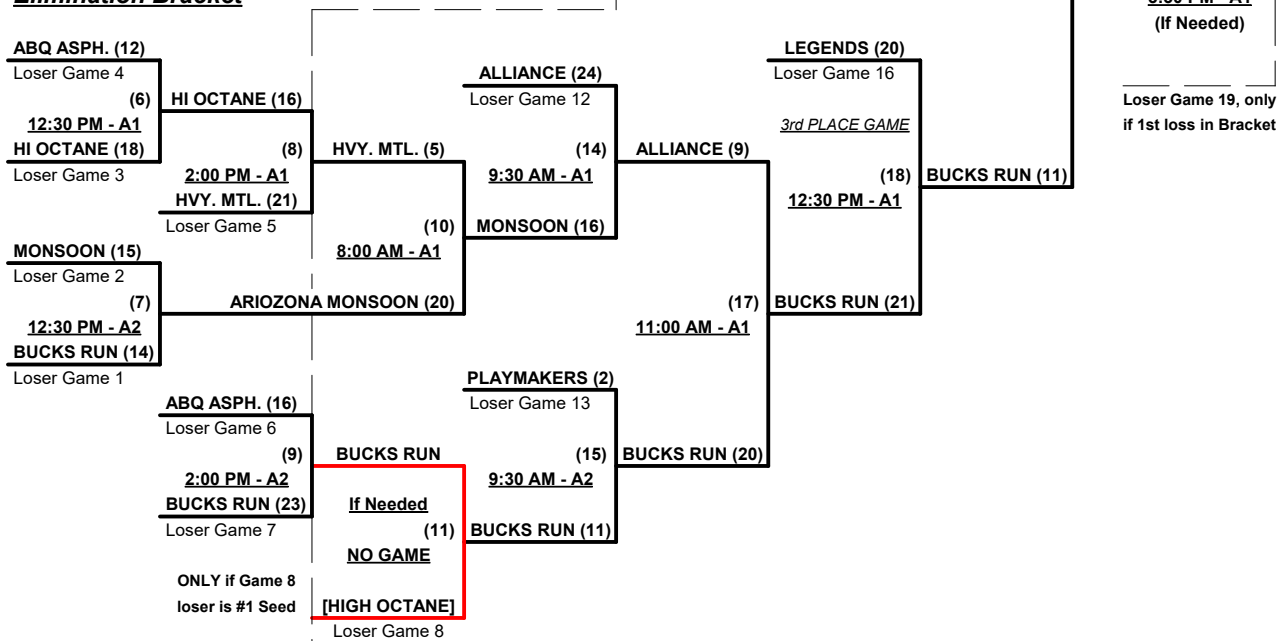 Elimination Bracket
(If Needed)
Loser Game 19, only
if 1st loss in Bracket
ABQ ASPH. (12)
Loser Game 4
(6)
12:30 PM - A1
HI OCTANE (18)
Loser Game 3
HI OCTANE (16)
(8)
2:00 PM - A1
HVY. MTL. (21)
Loser Game 5
MONSOON (15)
Loser Game 2
(7)
12:30 PM - A2
BUCKS RUN (14)
Loser Game 1
HVY. MTL. (5)
(10)
8:00 AM - A1
ARIOZONA MONSOON (20)
ALLIANCE (24)
Loser Game 12
(14)
9:30 AM - A1
MONSOON (16)
ALLIANCE (9)
(17)
11:00 AM - A1
LEGENDS (20)
Loser Game 16
3rd PLACE GAME
(18)
12:30 PM - A1
BUCKS RUN (21)
BUCKS RUN (11)
ABQ ASPH. (16)
Loser Game 6
(9)
2:00 PM - A2
BUCKS RUN (23)
Loser Game 7
ONLY if Game 8
loser is #1 Seed
BUCKS RUN
If Needed
(11)
NO GAME
[HIGH OCTANE]
Loser Game 8
PLAYMAKERS (2)
Loser Game 13
(15)
9:30 AM - A2
BUCKS RUN (11)
BUCKS RUN (20)